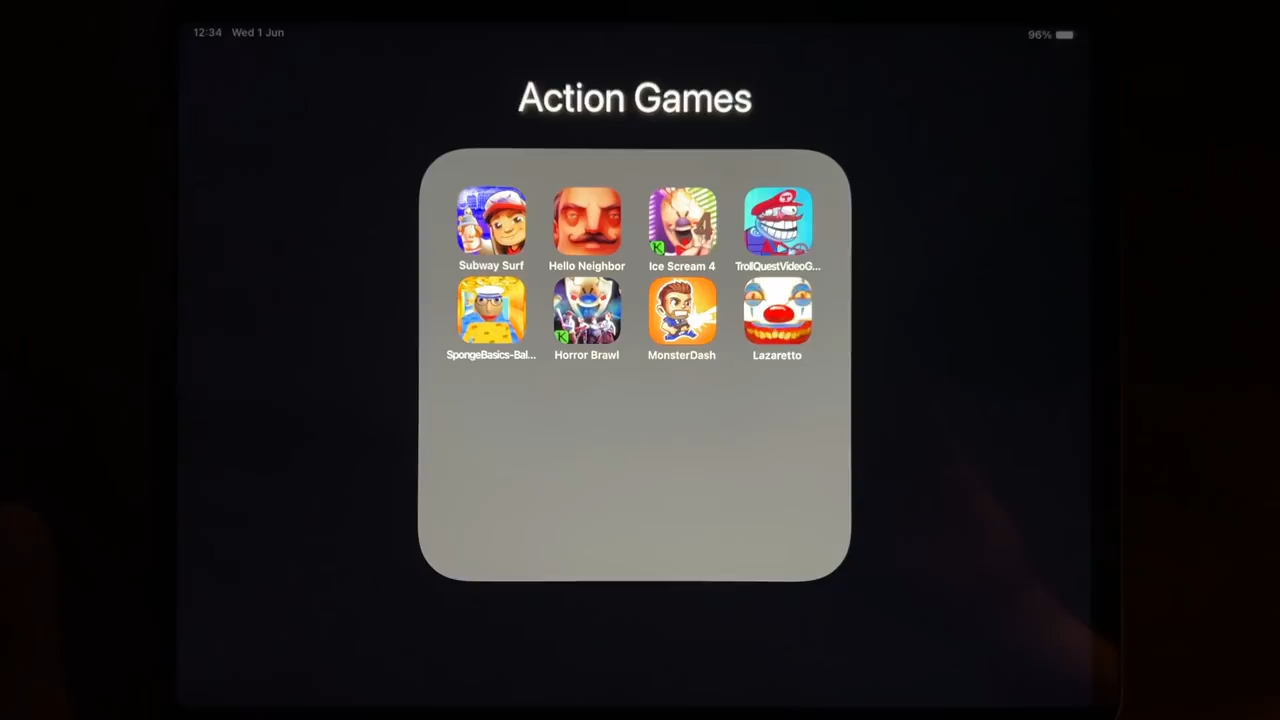 12:34 Wed 1 Jun
96%
Action Games
Subway Surf
Hello Neighbor
Ice Scream 4
TrollQuestVideoG...
SpongeBasics-Bal...
Horror Brawl
MonsterDash
Lazaretto
4
K
K
T